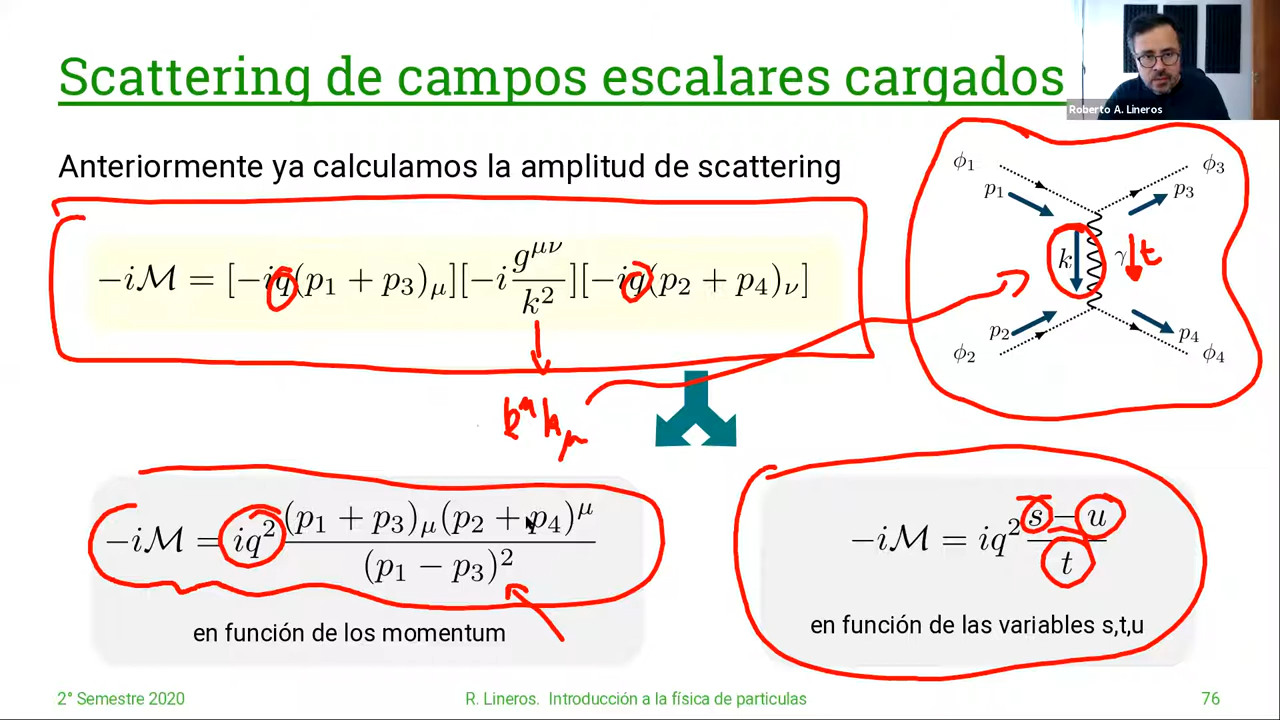 Scattering de campos escalares cargados
Roberto A. Lineros
Anteriormente ya calculamos la amplitud de scattering
−iℳ = [−iq(p₁ + p₃)_μ][−i g^{μν}/k²][−iq(p₂ + p₄)_ν]
ϕ₁ ϕ₃
p₁ p₃
k γ t
p₂ p₄
ϕ₂ ϕ₄
k^μ k_μ
−iℳ = iq² (p₁ + p₃)_μ(p₂ + p₄)^μ/(p₁ − p₃)²
en función de los momentum
−iℳ = iq² (s − u)/t
en función de las variables s,t,u
2° Semestre 2020
R. Lineros. Introducción a la física de particulas
76